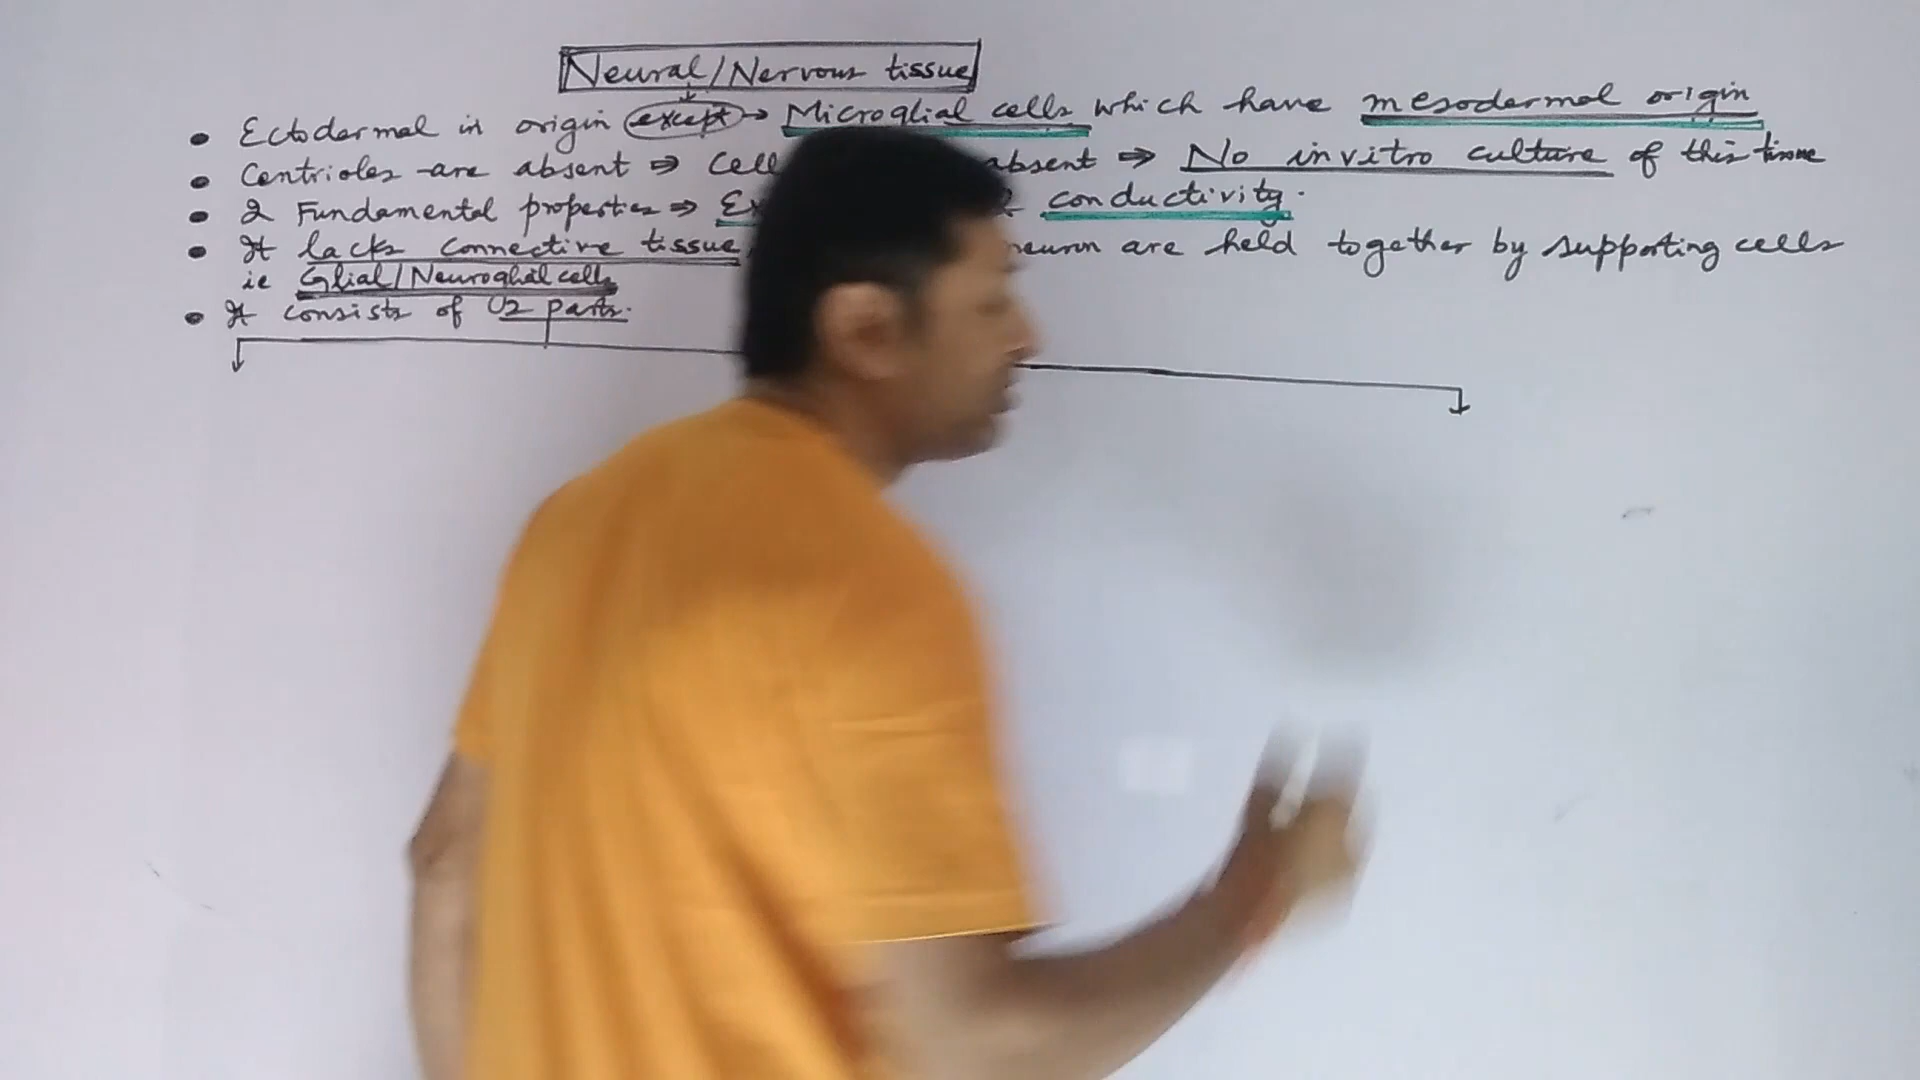 Neural/Nervous tissue
• Ectodermal in origin except → Microglial cells which have mesodermal origin
• Centrioles are absent ⇒ Cell absent ⇒ No invitro culture of this tissue
• 2 Fundamental properties ⇒ Ex conductivity.
• It lacks connective tissue, neuron are held together by supporting cells
ie Glial/Neuroglial cells
• It consists of 02 parts.